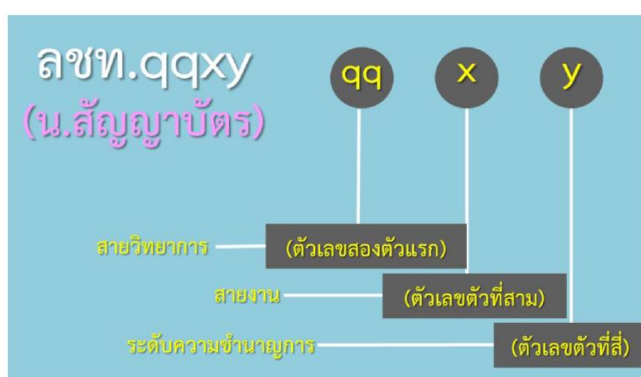 ลชท.qqxy
(น.สัญญาบัตร)
qq x y
สายวิทยาการ (ตัวเลขสองตัวแรก)
สายงาน (ตัวเลขตัวที่สาม)
ระดับความชำนาญการ (ตัวเลขตัวที่สี่)